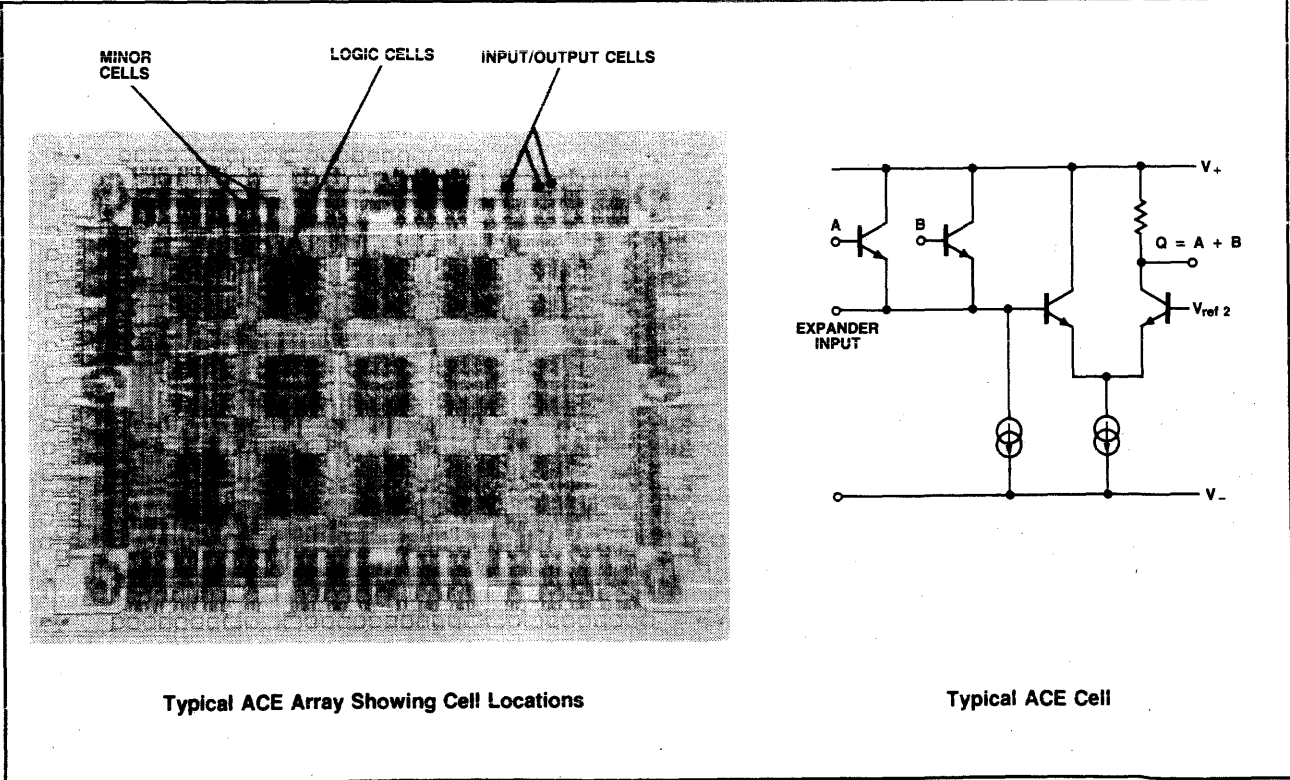 MINOR
CELLS
LOGIC CELLS
INPUT/OUTPUT CELLS
V+
A
B
Q = A + B
Vref 2
EXPANDER
INPUT
V–
Typical ACE Array Showing Cell Locations
Typical ACE Cell